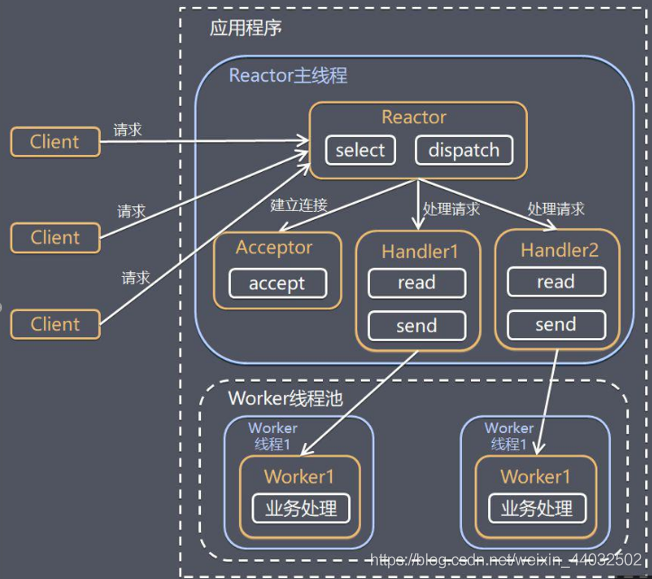 应用程序
Reactor主线程
Reactor
select
dispatch
Client
请求
Client
请求
Client
请求
建立连接
处理请求
处理请求
Acceptor
accept
Handler1
read
send
Handler2
read
send
Worker线程池
Worker
线程1
Worker1
业务处理
Worker
线程1
Worker1
业务处理
https://blog.csdn.net/weixin_44032502